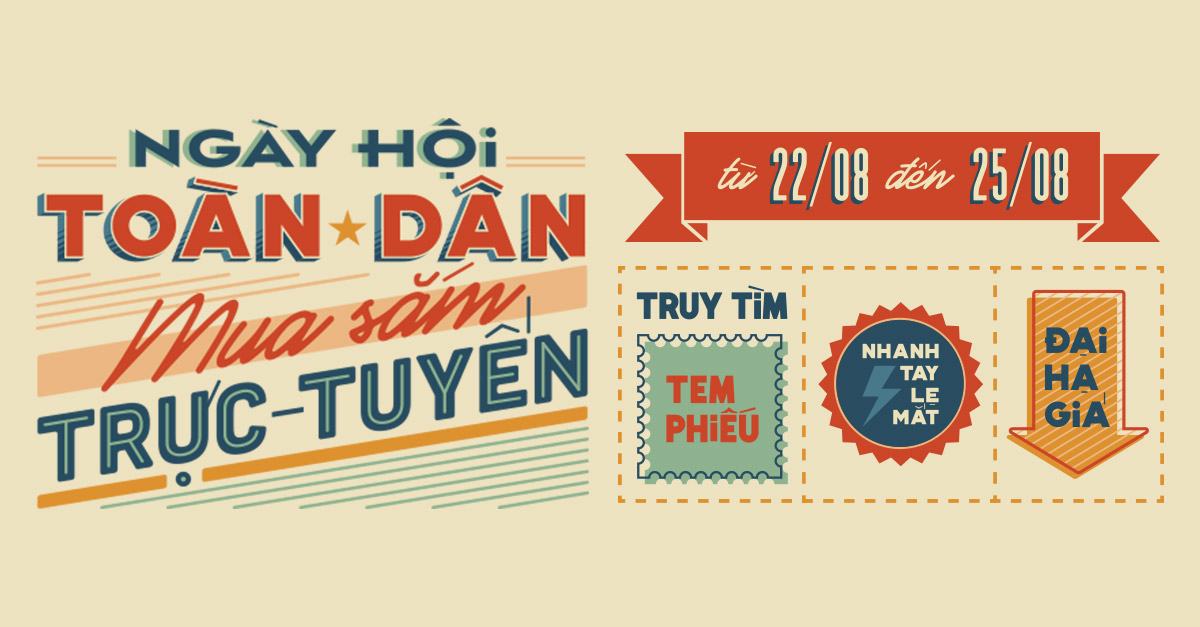 NGÀY HỘi
TOÀN DÂN
Mua sắm
TRỰC-TUYẾN
từ 22/08 đến 25/08
TRUY TÌM
TEM
PHiẾU
NHANH
TAY
LẸ
MẮT
ĐẠi
HẠ
GiÁ